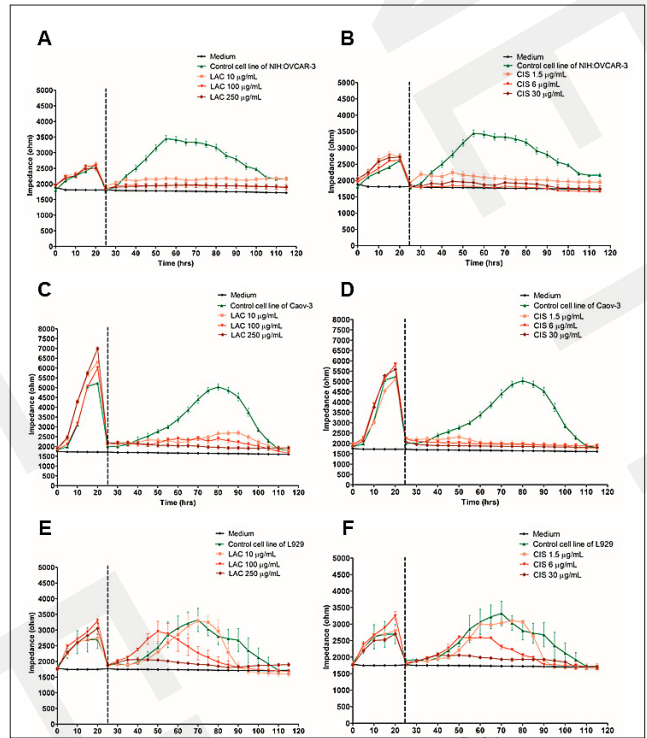 A
Medium
Control cell line of NIH:OVCAR-3
LAC 10 µg/mL
LAC 100 µg/mL
LAC 250 µg/mL
Impedance (ohm)
5000
4500
4000
3500
3000
2500
2000
1500
1000
500
0
0 10 20 30 40 50 60 70 80 90 100 110 120
Time (hrs)
B
Medium
Control cell line of NIH:OVCAR-3
CIS 1.5 µg/mL
CIS 6 µg/mL
CIS 30 µg/mL
Impedance (ohm)
5000
4500
4000
3500
3000
2500
2000
1500
1000
500
0
0 10 20 30 40 50 60 70 80 90 100 110 120
Time (hrs)
C
Medium
Control cell line of Caov-3
LAC 10 µg/mL
LAC 100 µg/mL
LAC 250 µg/mL
Impedance (ohm)
8000
7500
7000
6500
6000
5500
5000
4500
4000
3500
3000
2500
2000
1500
1000
500
0
0 10 20 30 40 50 60 70 80 90 100 110 120
Time (hrs)
D
Medium
Control cell line of Caov-3
CIS 1.5 µg/mL
CIS 6 µg/mL
CIS 30 µg/mL
Impedance (ohm)
8000
7500
7000
6500
6000
5500
5000
4500
4000
3500
3000
2500
2000
1500
1000
500
0
0 10 20 30 40 50 60 70 80 90 100 110 120
Time (hrs)
E
Medium
Control cell line of L929
LAC 10 µg/mL
LAC 100 µg/mL
LAC 250 µg/mL
Impedance (ohm)
5000
4500
4000
3500
3000
2500
2000
1500
1000
500
0
0 10 20 30 40 50 60 70 80 90 100 110 120
Time (hrs)
F
Medium
Control cell line of L929
CIS 1.5 µg/mL
CIS 6 µg/mL
CIS 30 µg/mL
Impedance (ohm)
5000
4500
4000
3500
3000
2500
2000
1500
1000
500
0
0 10 20 30 40 50 60 70 80 90 100 110 120
Time (hrs)